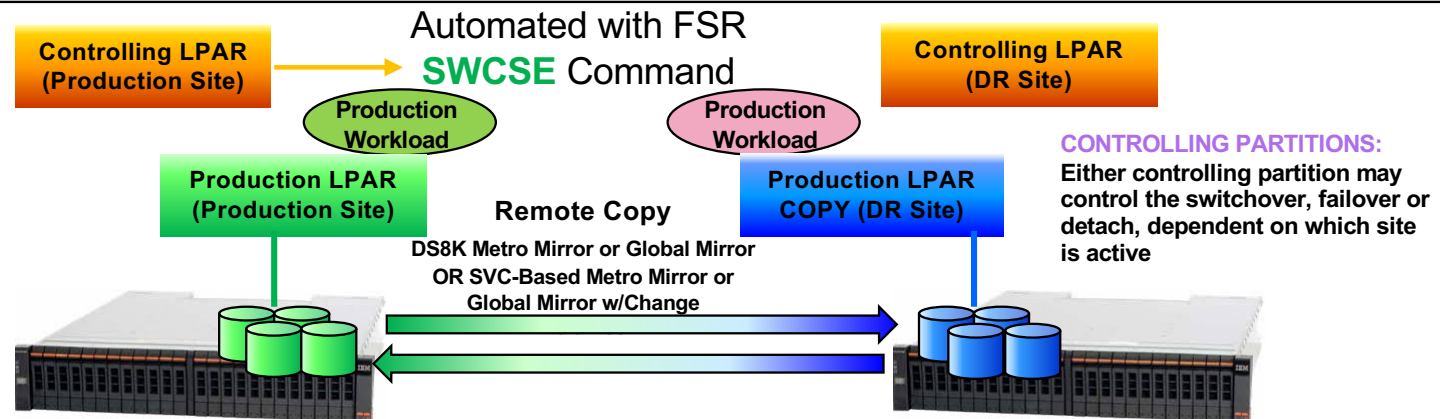 Automated with FSR
SWCSE Command
Controlling LPAR
(Production Site)
Controlling LPAR
(DR Site)
Production
Workload
Production
Workload
CONTROLLING PARTITIONS:
Either controlling partition may
control the switchover, failover or
detach, dependent on which site
is active
Production LPAR
(Production Site)
Production LPAR
COPY (DR Site)
Remote Copy
DS8K Metro Mirror or Global Mirror
OR SVC-Based Metro Mirror or
Global Mirror w/Change
IBM
IBM